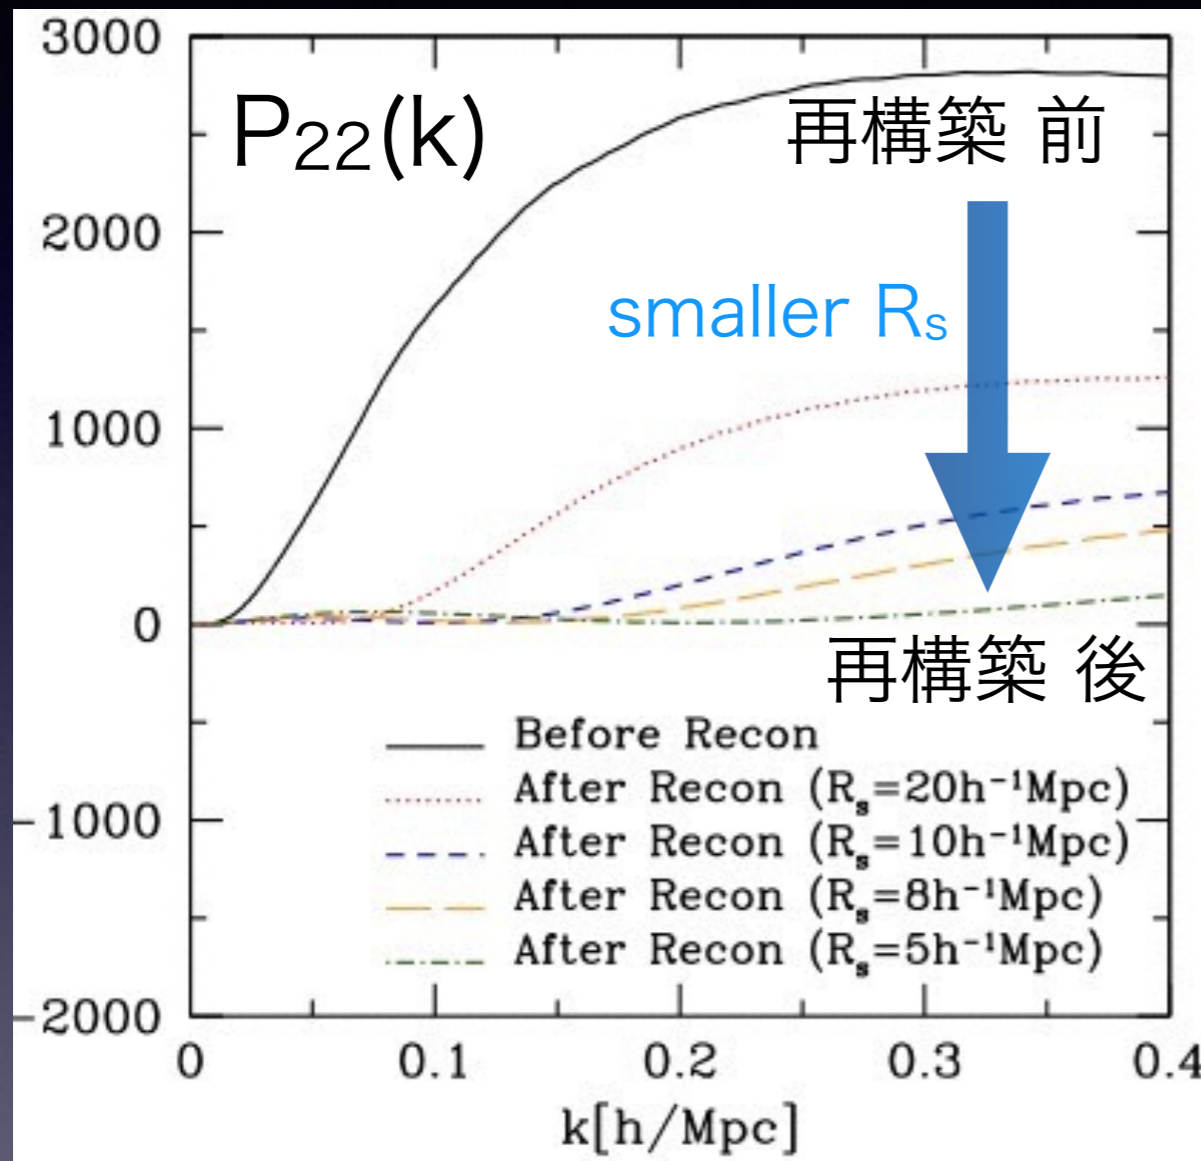 3000
P₂₂(k)
再構築 前
2000
smaller Rₛ
1000
0
再構築 後
Before Recon
After Recon (Rₛ=20h⁻¹Mpc)
-1000
After Recon (Rₛ=10h⁻¹Mpc)
After Recon (Rₛ=8h⁻¹Mpc)
After Recon (Rₛ=5h⁻¹Mpc)
-2000
0 0.1 0.2 0.3 0.4
k[h/Mpc]